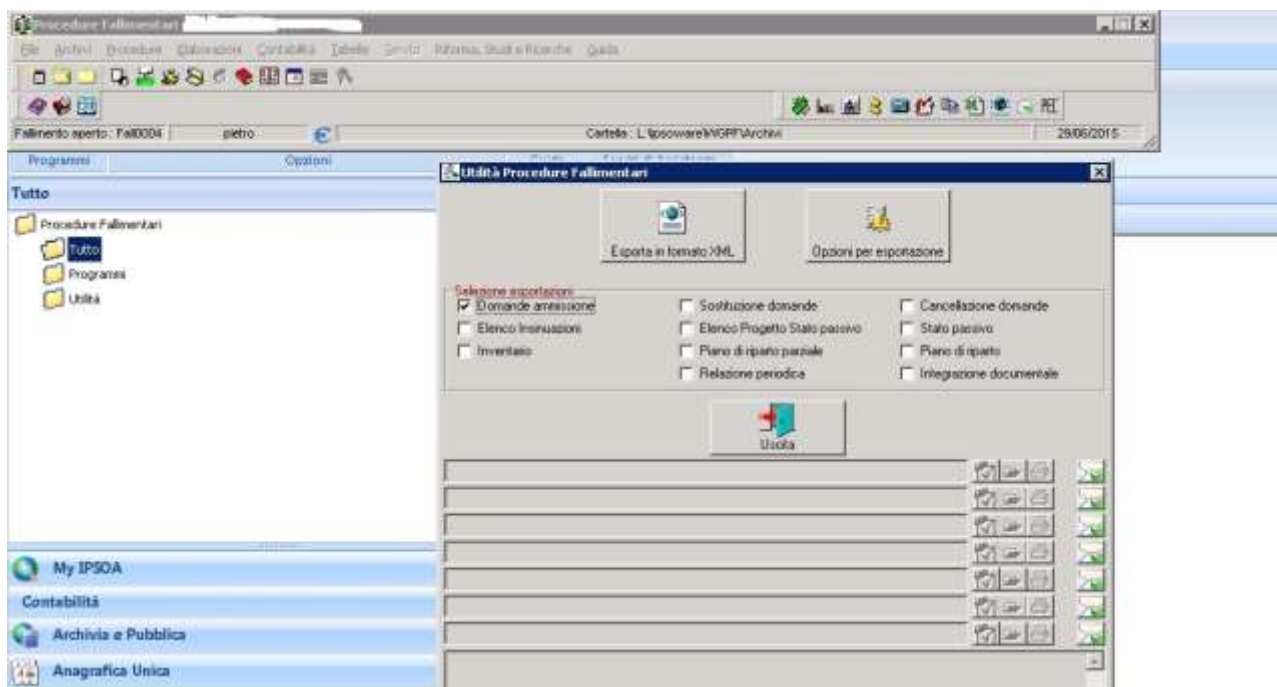 Procedure Fallimentari
File Archivi Procedure Elaborazioni Contabilità Tabelle Servizi Riforma, Studi e Ricerche Guida
Fallimento aperto : Fall0004 pietro € Cartella : L:\Ipsoware\WGPF\Archivi 29/06/2015
Programmi Opzioni
Utilità Procedure Fallimentari
Tutto
Procedure Fallimentari
Tutto
Programmi
Utilità
Esporta in formato XML Opzioni per esportazione
Selezione esportazioni
Domande ammissione Sostituzione domande Cancellazione domande
Elenco Insinuazioni Elenco Progetto Stato passivo Stato passivo
Inventario Piano di riparto parziale Piano di riparto
Relazione periodica Integrazione documentale
Uscita
My IPSOA
Contabilità
Archivia e Pubblica
Anagrafica Unica